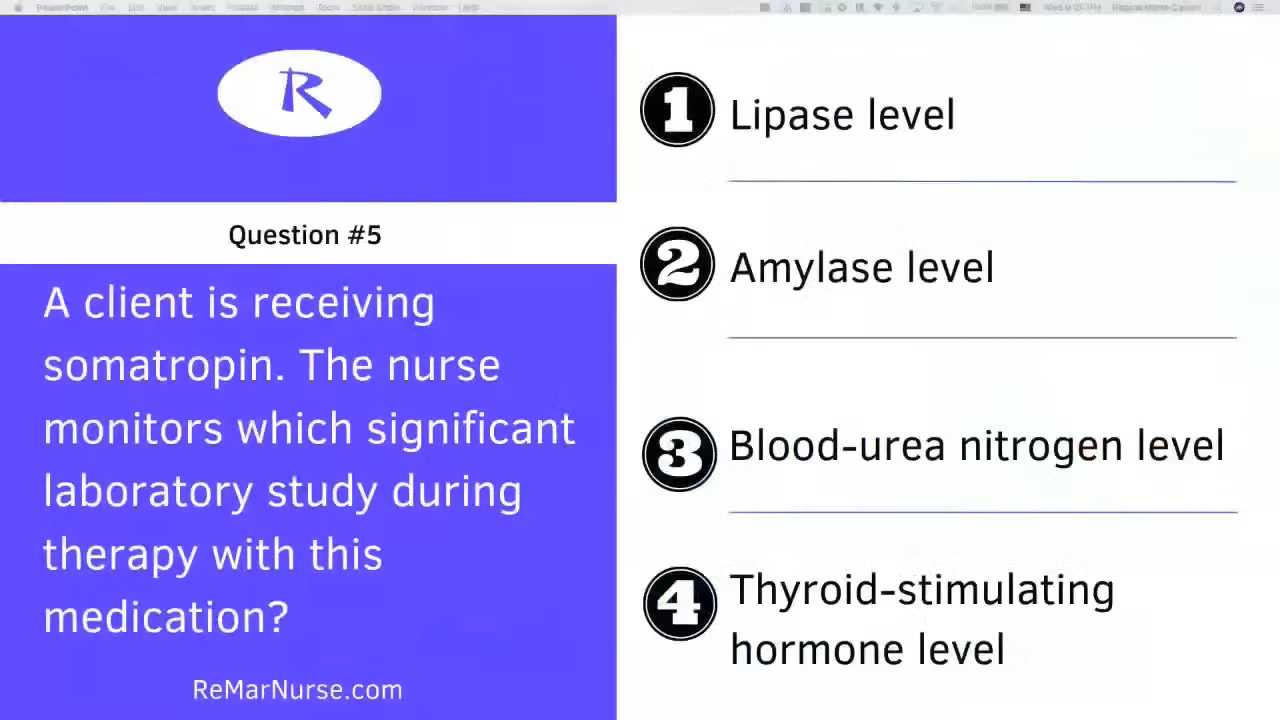 R
Question #5
A client is receiving
somatropin. The nurse
monitors which significant
laboratory study during
therapy with this
medication?
ReMarNurse.com
1 Lipase level
2 Amylase level
3 Blood-urea nitrogen level
4 Thyroid-stimulating
hormone level